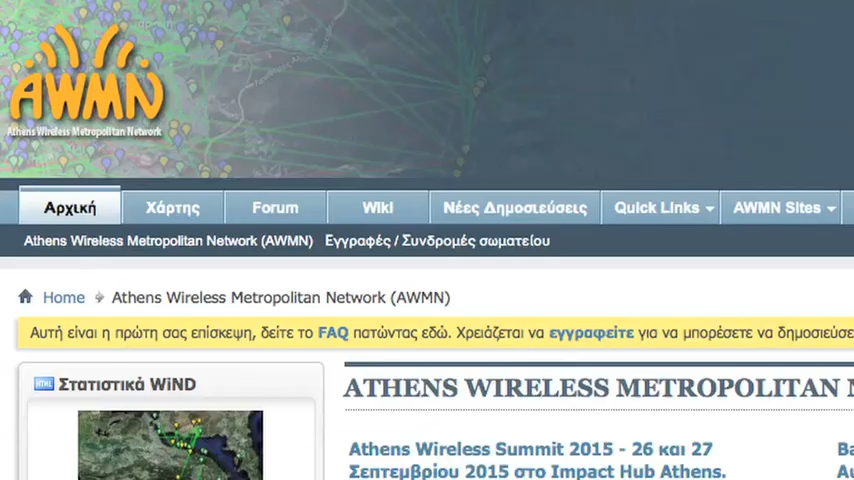 AWMN
Athens Wireless Metropolitan Network
Αρχική Χάρτης Forum Wiki Νέες Δημοσιεύσεις Quick Links AWMN Sites
Athens Wireless Metropolitan Network (AWMN) Εγγραφές / Συνδρομές σωματείου
Home Athens Wireless Metropolitan Network (AWMN)
Αυτή είναι η πρώτη σας επίσκεψη, δείτε το FAQ πατώντας εδώ. Χρειάζεται να εγγραφείτε για να μπορέσετε να δημοσιεύσε
HTML Στατιστικά WiND
ATHENS WIRELESS METROPOLITAN N
Athens Wireless Summit 2015 - 26 και 27
Σεπτεμβρίου 2015 στο Impact Hub Athens.